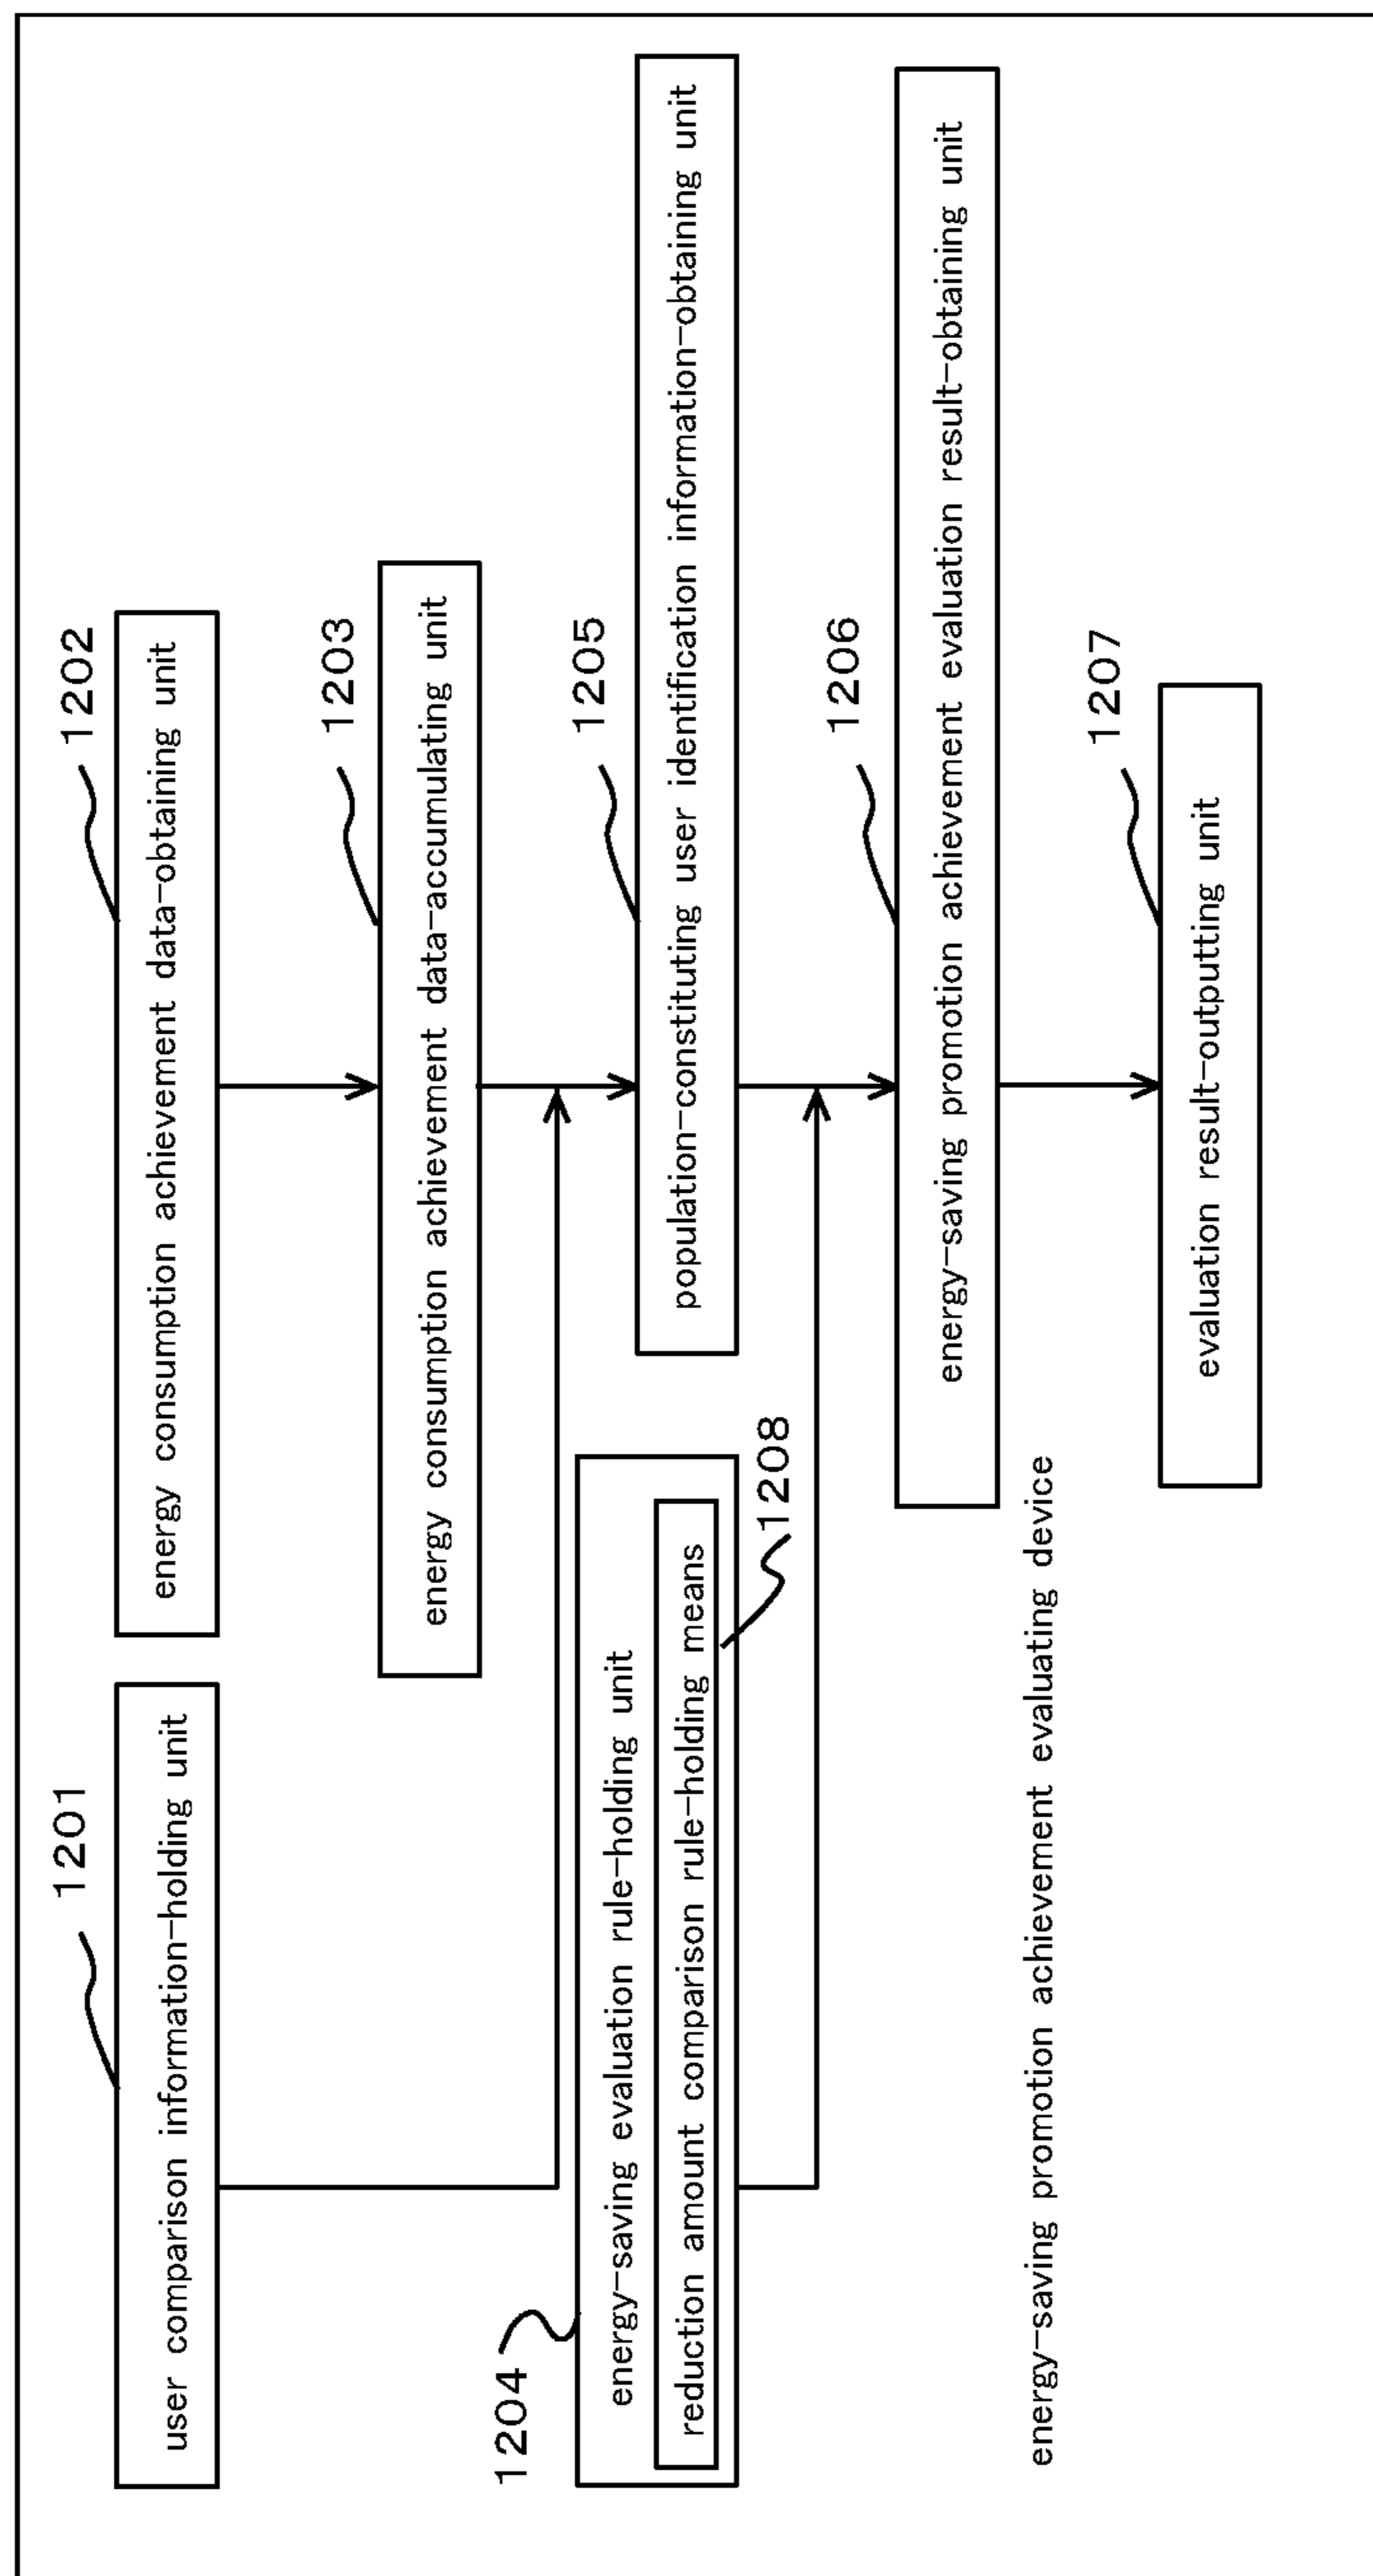 1201
user comparison information-holding unit
1202
energy consumption achievement data-obtaining unit
1203
energy consumption achievement data-accumulating unit
1204
energy-saving evaluation rule-holding unit
reduction amount comparison rule-holding means
1208
1205
population-constituting user identification information-obtaining unit
1206
energy-saving promotion achievement evaluation result-obtaining unit
energy-saving promotion achievement evaluating device
1207
evaluation result-outputting unit